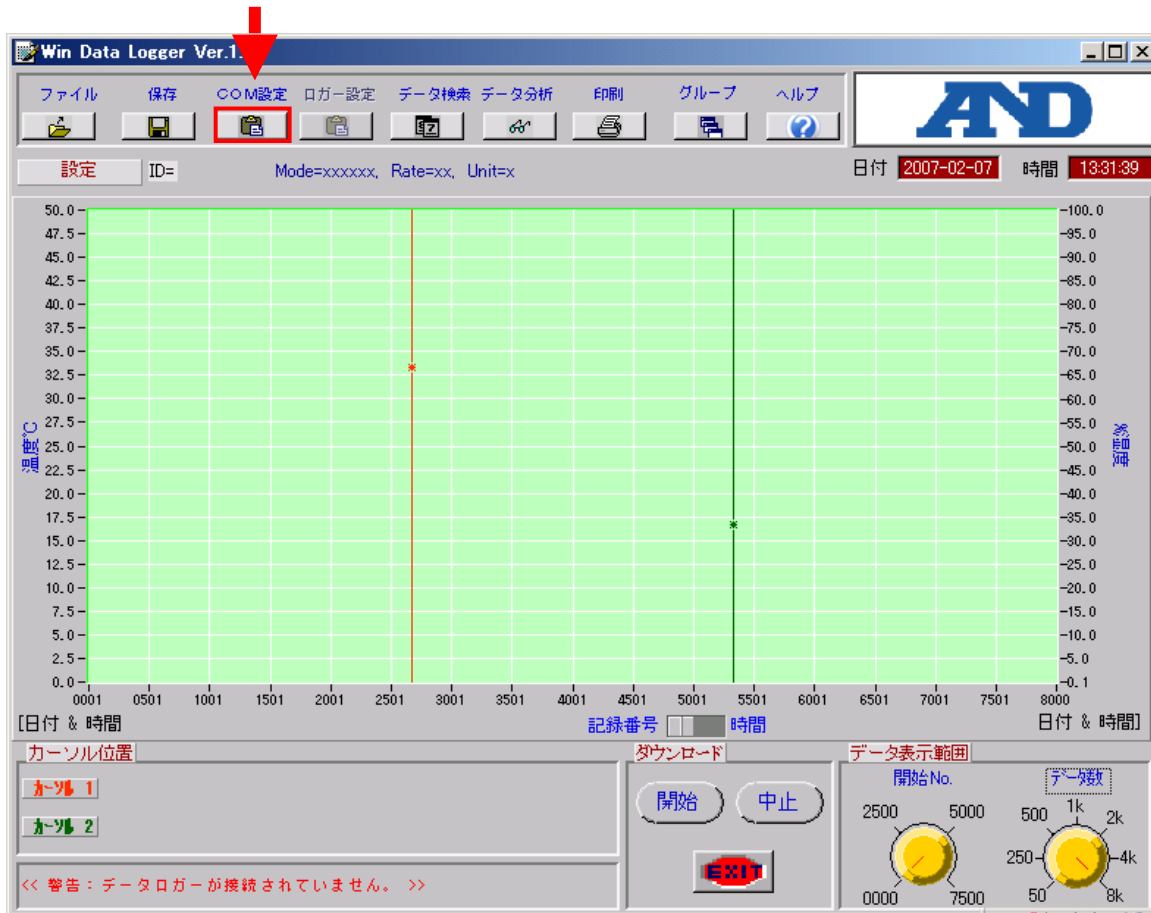 Win Data Logger Ver.1.
ファイル 保存 COM設定 ロガー設定 データ検索 データ分析 印刷 グループ ヘルプ
AND
設定 ID= Mode=xxxxxx, Rate=xx, Unit=x 日付 2007-02-07 時間 13:31:39
50.0 100.0
47.5 95.0
45.0 90.0
42.5 85.0
40.0 80.0
37.5 75.0
35.0 70.0
32.5 65.0
30.0 60.0
27.5 55.0
25.0 50.0
22.5 45.0
20.0 40.0
17.5 35.0
15.0 30.0
12.5 25.0
10.0 20.0
7.5 15.0
5.0 10.0
2.5 5.0
0.0 0.1
温度℃
%湿度
0001 0501 1001 1501 2001 2501 3001 3501 4001 4501 5001 5501 6001 6501 7001 7501 8000
[日付 & 時間] 記録番号 時間 日付 & 時間]
カーソル位置
カーソル 1
カーソル 2
<< 警告：データロガーが接続されていません。 >>
ダウンロード
開始 中止
EXIT
データ表示範囲
開始No. データ数
2500 5000 500 1k 2k
250 4k
0000 7500 50 8k